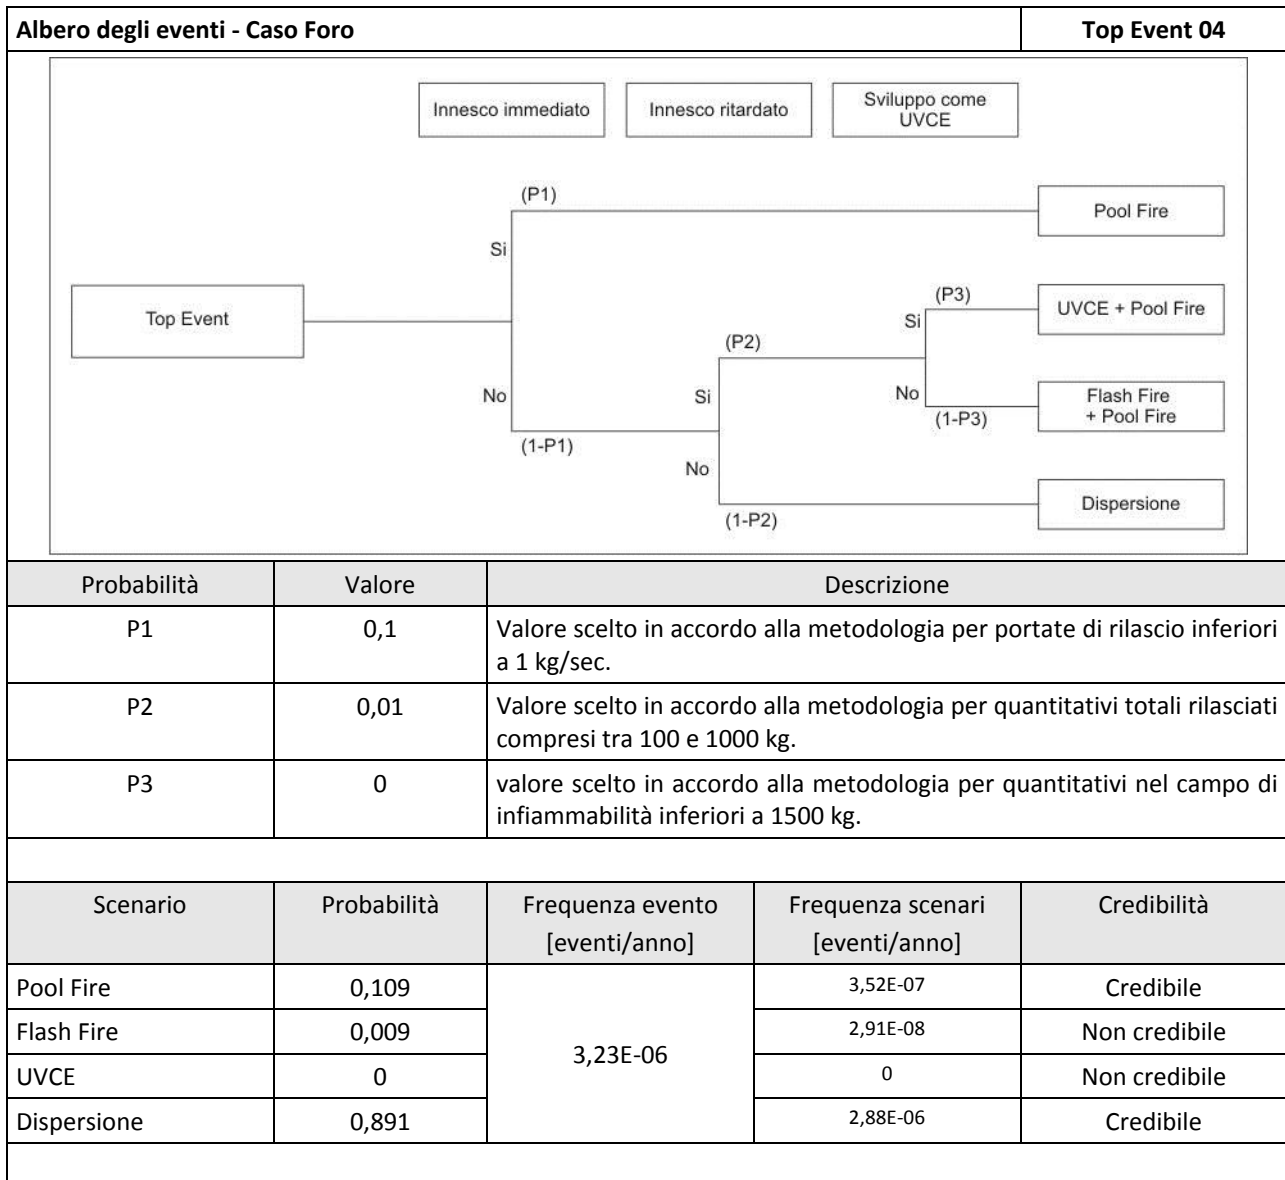 Albero degli eventi - Caso Foro
Top Event 04
Innesco immediato
Innesco ritardato
Sviluppo come
UVCE
(P1)
Pool Fire
Si
Top Event
(P3)
UVCE + Pool Fire
Si
(P2)
No
Si
No
Flash Fire
+ Pool Fire
(1-P3)
(1-P1)
No
Dispersione
(1-P2)
Probabilità
Valore
Descrizione
P1
0,1
Valore scelto in accordo alla metodologia per portate di rilascio inferiori
a 1 kg/sec.
P2
0,01
Valore scelto in accordo alla metodologia per quantitativi totali rilasciati
compresi tra 100 e 1000 kg.
P3
0
valore scelto in accordo alla metodologia per quantitativi nel campo di
infiammabilità inferiori a 1500 kg.
Scenario
Probabilità
Frequenza evento
[eventi/anno]
Frequenza scenari
[eventi/anno]
Credibilità
Pool Fire
0,109
3,23E-06
3,52E-07
Credibile
Flash Fire
0,009
2,91E-08
Non credibile
UVCE
0
0
Non credibile
Dispersione
0,891
2,88E-06
Credibile